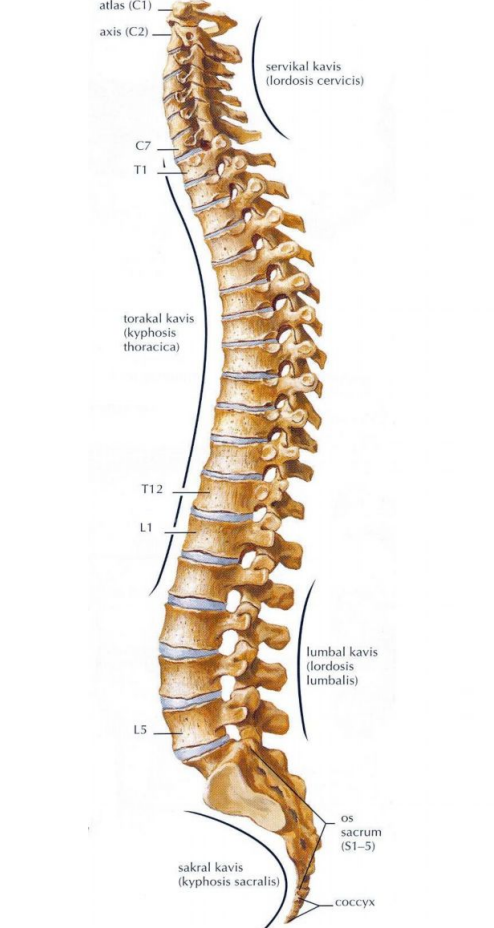 atlas (C1)
axis (C2)
servikal kavis
(lordosis cervicis)
C7
T1
torakal kavis
(kyphosis
thoracica)
T12
L1
lumbal kavis
(lordosis
lumbalis)
L5
os
sacrum
(S1–5)
sakral kavis
(kyphosis sacralis)
coccyx